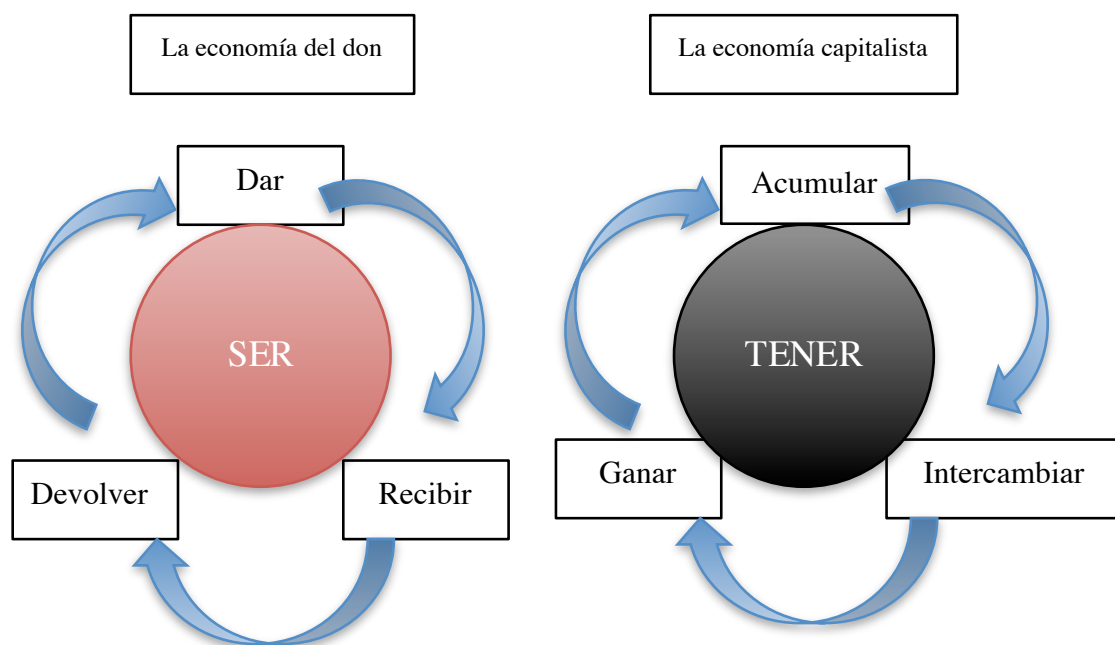 La economía del don
La economía capitalista
Dar
SER
Devolver
Recibir
Acumular
TENER
Ganar
Intercambiar